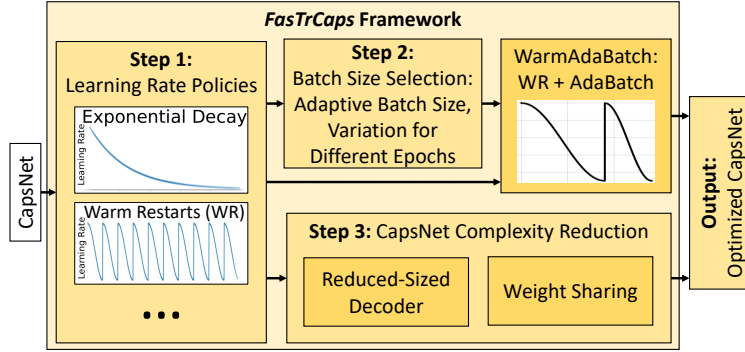 FasTrCaps Framework
CapsNet
Step 1:
Learning Rate Policies
Exponential Decay
Learning Rate
Warm Restarts (WR)
Learning Rate
...
Step 2:
Batch Size Selection:
Adaptive Batch Size,
Variation for
Different Epochs
WarmAdaBatch:
WR + AdaBatch
Step 3: CapsNet Complexity Reduction
Reduced-Sized
Decoder
Weight Sharing
Output:
Optimized CapsNet